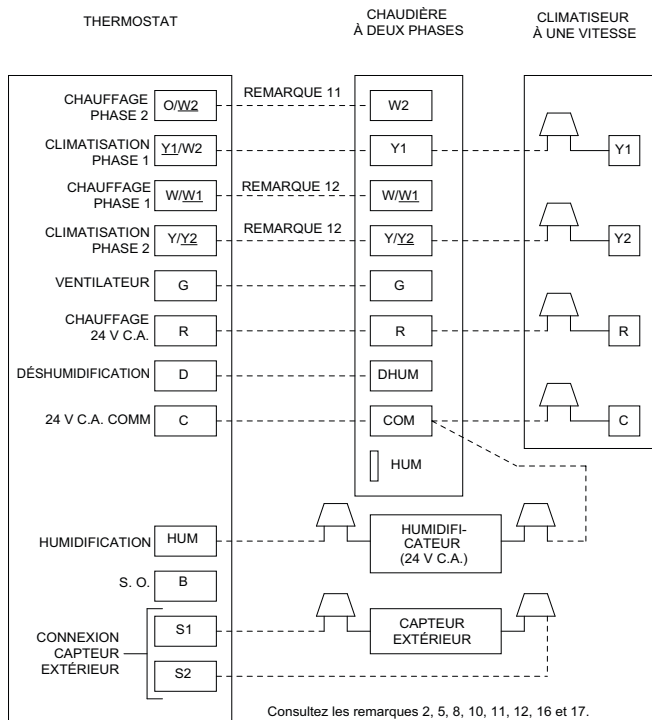 THERMOSTAT
CHAUDIÈRE
À DEUX PHASES
CLIMATISEUR
À UNE VITESSE
CHAUFFAGE
PHASE 2
O/W2
REMARQUE 11
W2
CLIMATISATION
PHASE 1
Y1/W2
Y1
Y1
CHAUFFAGE
PHASE 1
W/W1
REMARQUE 12
W/W1
CLIMATISATION
PHASE 2
Y/Y2
REMARQUE 12
Y/Y2
Y2
VENTILATEUR
G
G
CHAUFFAGE
24 V C.A.
R
R
R
DÉSHUMIDIFICATION
D
DHUM
24 V C.A. COMM
C
COM
C
HUM
HUMIDIFICATION
HUM
HUMIDIFI-
CATEUR
(24 V C.A.)
S. O.
B
CONNEXION
CAPTEUR
EXTÉRIEUR
S1
S2
CAPTEUR
EXTÉRIEUR
Consultez les remarques 2, 5, 8, 10, 11, 12, 16 et 17.